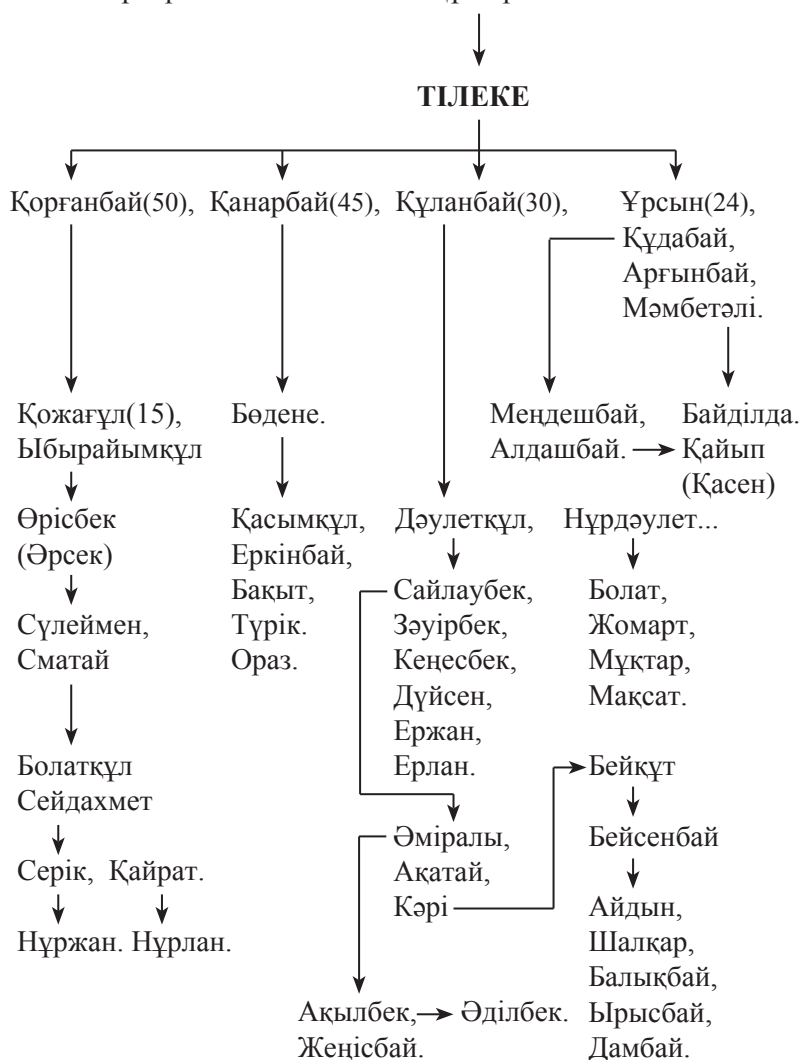 ТІЛЕКЕ
Қорғанбай(50), Қанарбай(45), Құланбай(30), Ұрсын(24),
Құдабай,
Арғынбай,
Мәмбетәлі.
Қожағұл(15), Бөдене. Меңдешбай, Байділда.
Ыбырайымқұл Алдашбай. Қайып
(Қасен)
Өрісбек Қасымқұл, Дәулетқұл, Нұрдәулет...
(Әрсек) Еркінбай,
Бақыт, Сайлаубек, Болат,
Сүлеймен, Түрік. Зәуірбек, Жомарт,
Сматай Ораз. Кеңесбек, Мұқтар,
Дүйсен, Мақсат.
Ержан,
Болатқұл Ерлан. Бейқұт
Сейдахмет
Әміралы, Бейсенбай
Серік, Қайрат. Ақатай,
Кәрі Айдын,
Нұржан. Нұрлан. Шалқар,
Балықбай,
Ақылбек, Әділбек. Ырысбай,
Жеңісбай. Дамбай.